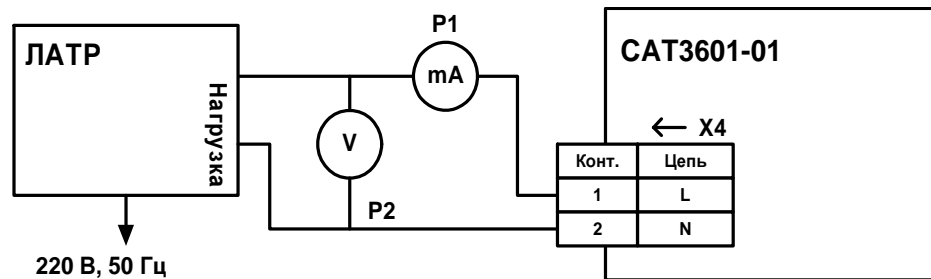 ЛАТР
Нагрузка
220 В, 50 Гц
P1
mA
V
P2
САТ3601-01
← X4
Конт. Цепь
1 L
2 N